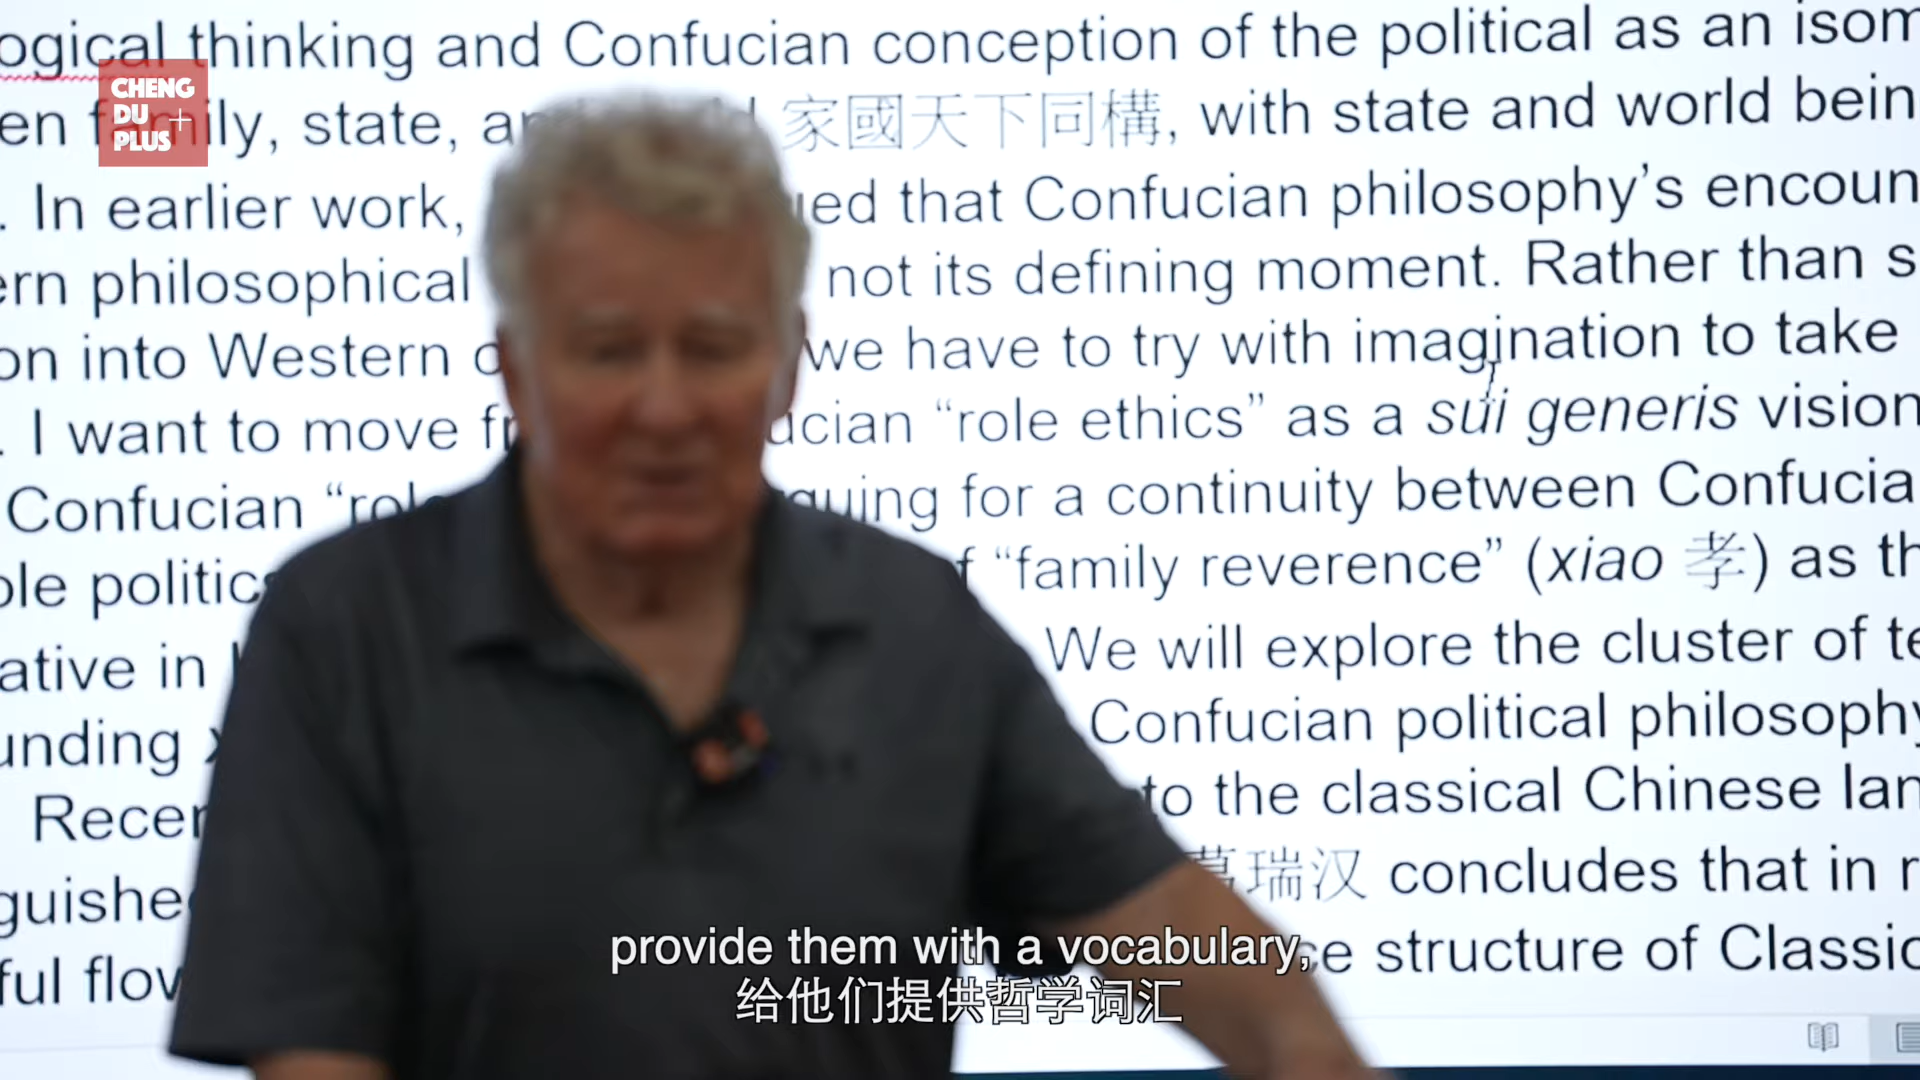 CHENG
DU
PLUS+
ogical thinking and Confucian conception of the political as an isom
en family, state, 家國天下同構, with state and world bein
. In earlier work, ued that Confucian philosophy's encoun
ern philosophical not its defining moment. Rather than s
on into Western we have to try with imagination to take
. I want to move ucian "role ethics" as a sui generis vision
Confucian "role guing for a continuity between Confucia
ole politic "family reverence" (xiao 孝) as th
ative in We will explore the cluster of te
unding Confucian political philosophy
Recen to the classical Chinese lan
guishe 葛瑞汉 concludes that in r
ful flow ce structure of Classic
provide them with a vocabulary,
给他们提供哲学词汇